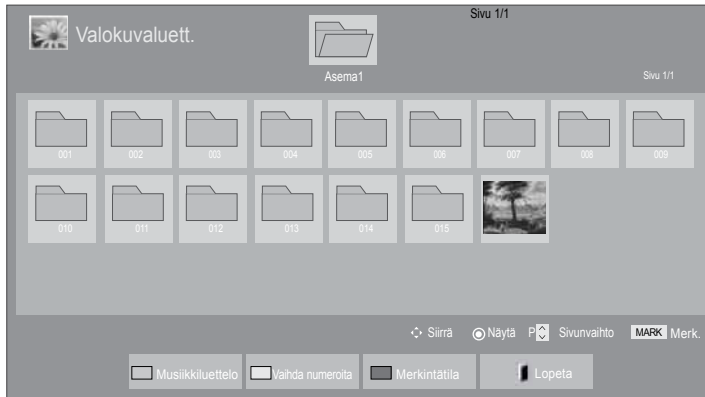 Sivu 1/1
Valokuvaluett.
Asema1
Sivu 1/1
001 002 003 004 005 006 007 008 009
010 011 012 013 014 015
Siirrä Näytä P Sivunvaihto MARK Merk.
Musiikkiluettelo Vaihda numeroita Merkintätila Lopeta